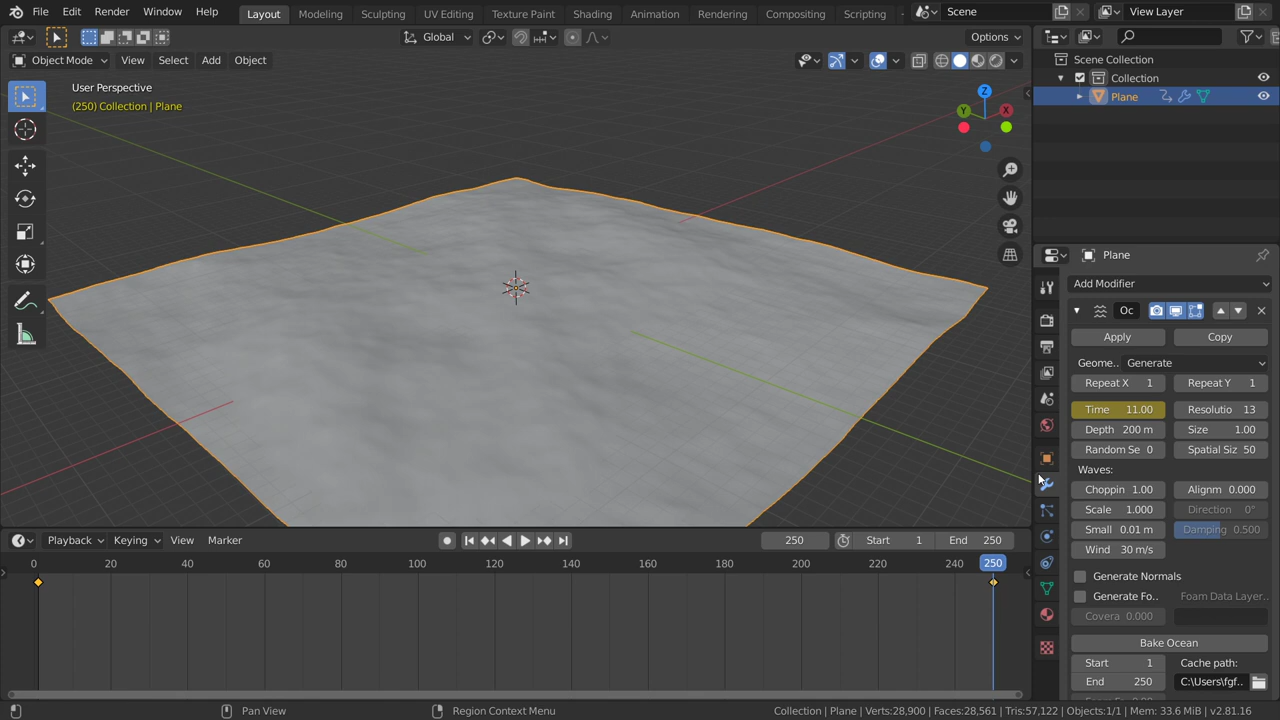 File Edit Render Window Help Layout Modeling Sculpting UV Editing Texture Paint Shading Animation Rendering Compositing Scripting Scene View Layer
Global Options
Object Mode View Select Add Object
User Perspective
(250) Collection | Plane
Z
Y X
Scene Collection
Collection
Plane
Plane
Add Modifier
Oc
Apply Copy
Geome.. Generate
Repeat X 1 Repeat Y 1
Time 11.00 Resolutio 13
Depth 200 m Size 1.00
Random Se 0 Spatial Siz 50
Waves:
Choppin 1.00 Alignm 0.000
Scale 1.000 Direction 0°
Small 0.01 m Damping 0.500
Wind 30 m/s
Generate Normals
Generate Fo.. Foam Data Layer..
Covera 0.000
Bake Ocean
Start 1 Cache path:
End 250 C:\Users\fgf..
Playback Keying View Marker 250 Start 1 End 250
0 20 40 60 80 100 120 140 160 180 200 220 240 250
Pan View Region Context Menu Collection | Plane | Verts:28,900 | Faces:28,561 | Tris:57,122 | Objects:1/1 | Mem: 33.6 MiB | v2.81.16